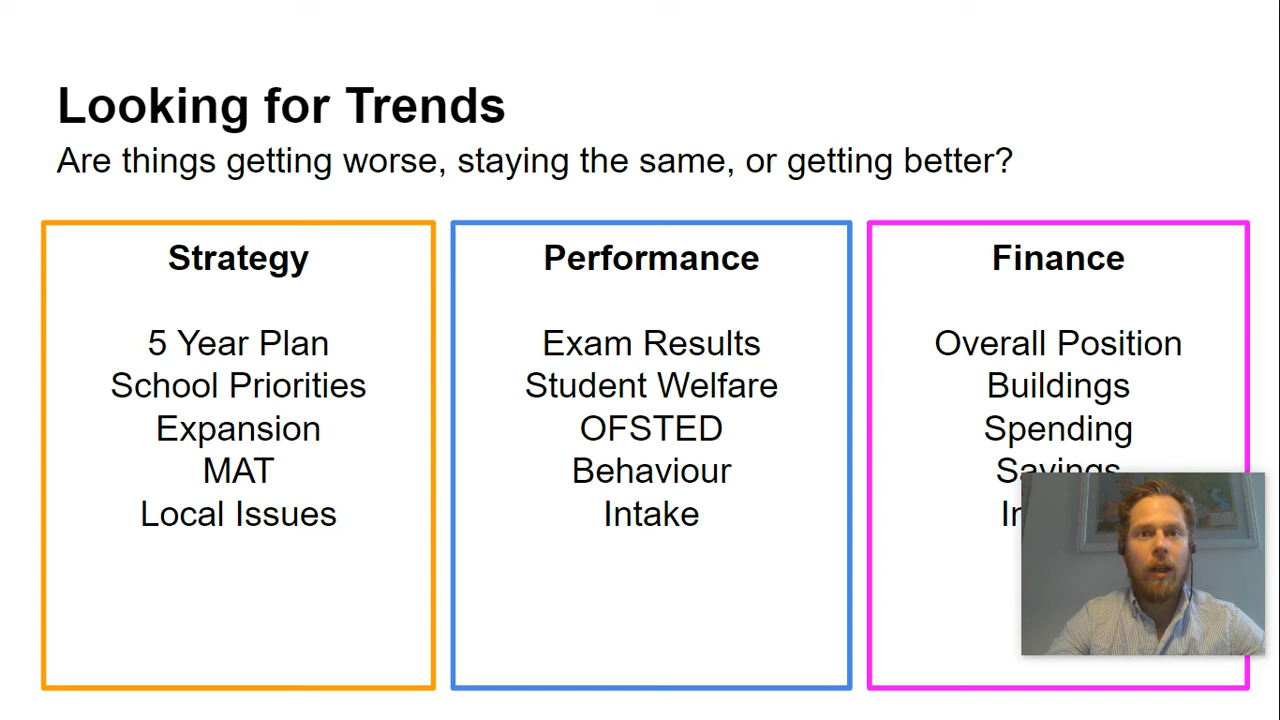 Looking for Trends
Are things getting worse, staying the same, or getting better?
Strategy
5 Year Plan
School Priorities
Expansion
MAT
Local Issues
Performance
Exam Results
Student Welfare
OFSTED
Behaviour
Intake
Finance
Overall Position
Buildings
Spending
Savings